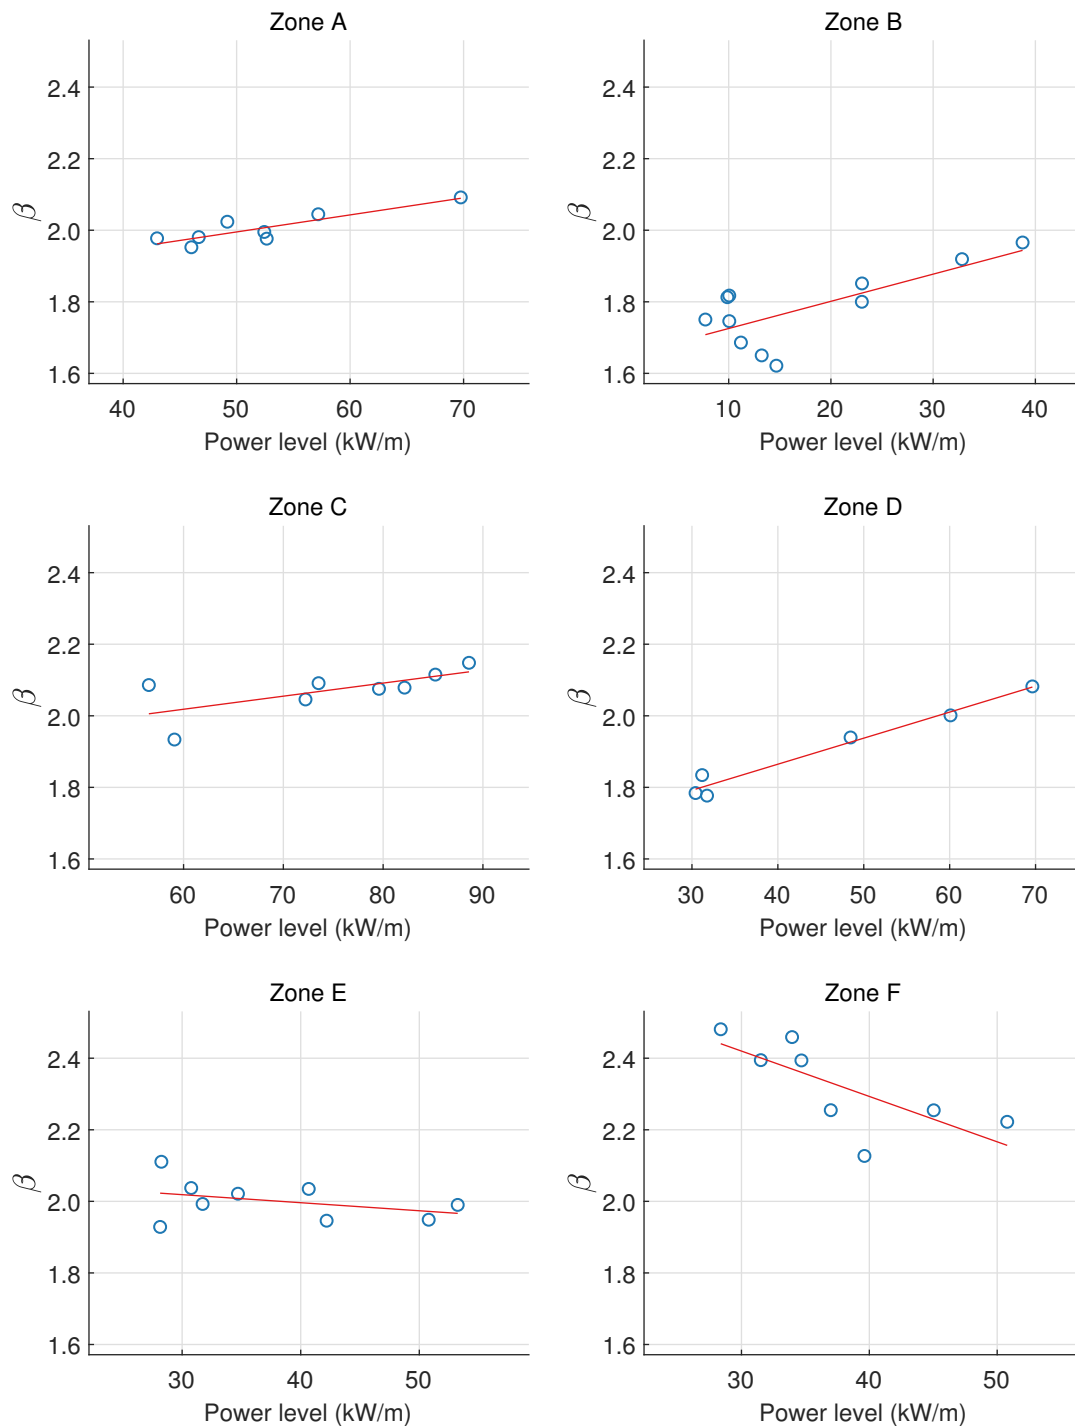 Zone A
2.4
2.2
2.0
1.8
1.6
β
40 50 60 70
Power level (kW/m)
Zone B
2.4
2.2
2.0
1.8
1.6
β
10 20 30 40
Power level (kW/m)
Zone C
2.4
2.2
2.0
1.8
1.6
β
60 70 80 90
Power level (kW/m)
Zone D
2.4
2.2
2.0
1.8
1.6
β
30 40 50 60 70
Power level (kW/m)
Zone E
2.4
2.2
2.0
1.8
1.6
β
30 40 50
Power level (kW/m)
Zone F
2.4
2.2
2.0
1.8
1.6
β
30 40 50
Power level (kW/m)